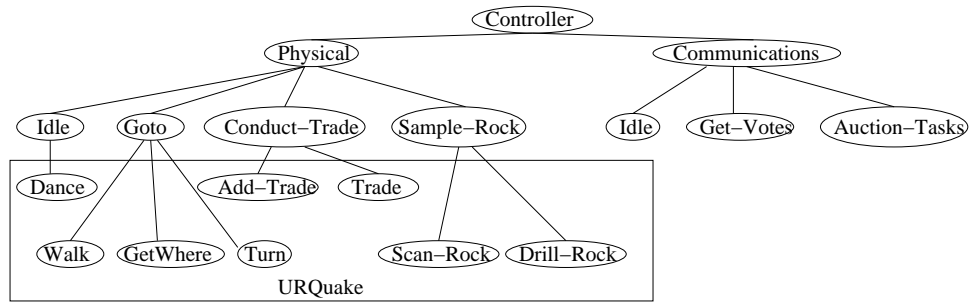 Controller
Physical
Communications
Idle
Goto
Conduct−Trade
Sample−Rock
Idle
Get−Votes
Auction−Tasks
Dance
Add−Trade
Trade
Walk
GetWhere
Turn
Scan−Rock
Drill−Rock
URQuake